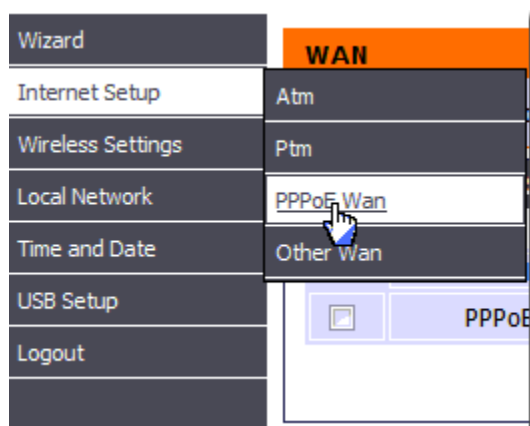 Wizard
WAN
Internet Setup
Atm
Wireless Settings
Ptm
Local Network
PPPoE Wan
Time and Date
Other Wan
USB Setup
PPPoE
Logout